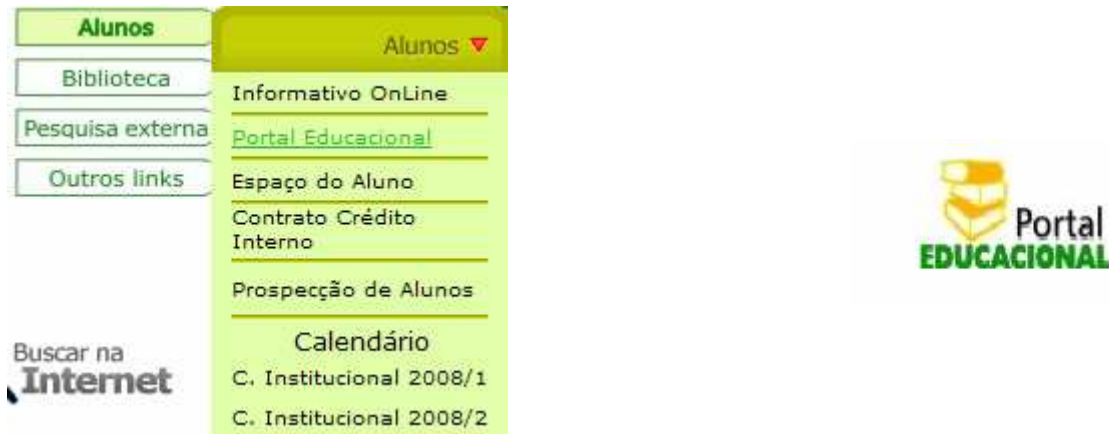 Alunos
Biblioteca
Pesquisa externa
Outros links
Buscar na
Internet
Alunos
Informativo OnLine
Portal Educacional
Espaço do Aluno
Contrato Crédito
Interno
Prospecção de Alunos
Calendário
C. Institucional 2008/1
C. Institucional 2008/2
Portal
EDUCACIONAL